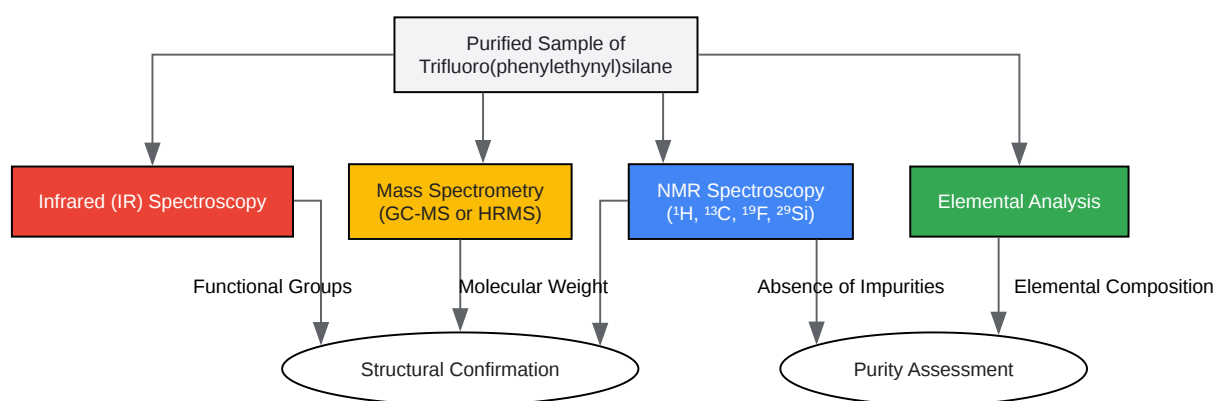 Purified Sample of
Trifluoro(phenylethynyl)silane
Infrared (IR) Spectroscopy
Mass Spectrometry
(GC-MS or HRMS)
NMR Spectroscopy
(¹H, ¹³C, ¹⁹F, ²⁹Si)
Elemental Analysis
Functional Groups
Molecular Weight
Absence of Impurities
Elemental Composition
Structural Confirmation
Purity Assessment